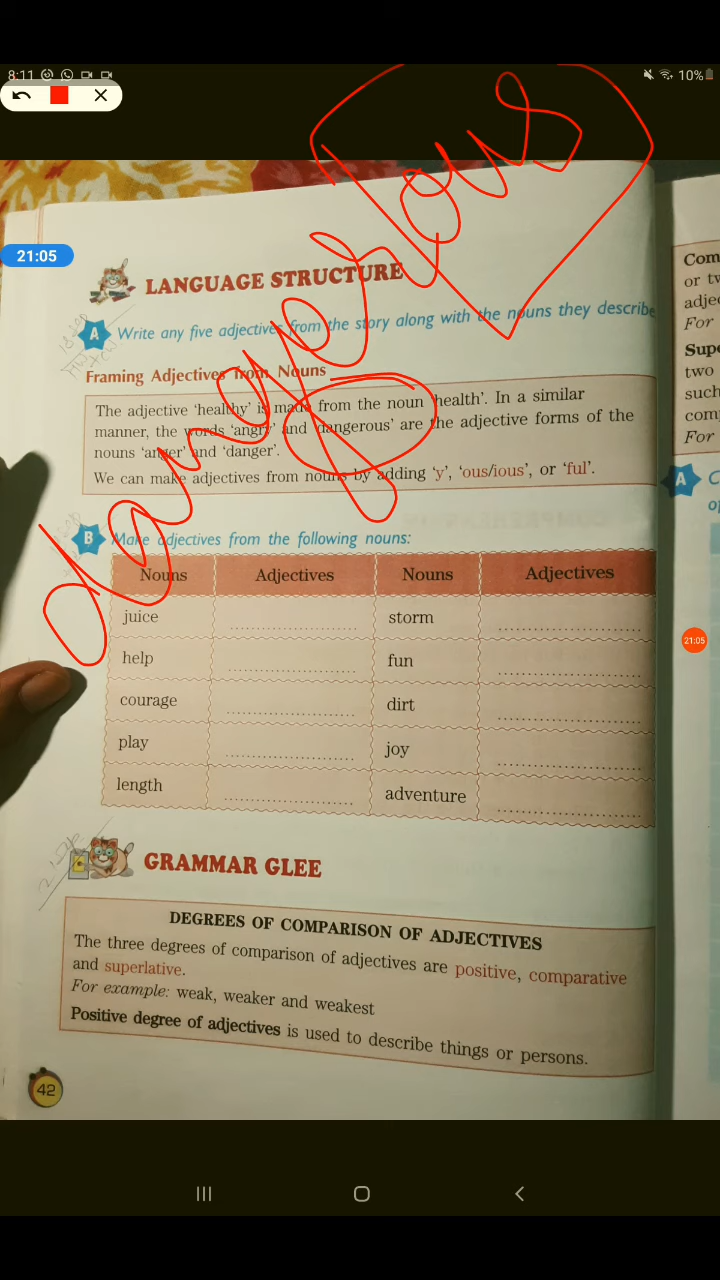 8:11
10%
21:05
dangerous
LANGUAGE STRUCTURE
A Write any five adjectives from the story along with the nouns they describe
Framing Adjectives from Nouns
The adjective ‘healthy’ is made from the noun ‘health’. In a similar
manner, the words ‘angry’ and ‘dangerous’ are the adjective forms of the
nouns ‘anger’ and ‘danger’.
We can make adjectives from nouns by adding ‘y’, ‘ous/ious’, or ‘ful’.
B Make adjectives from the following nouns:
Nouns Adjectives Nouns Adjectives
juice storm
help fun
courage dirt
play joy
length adventure
GRAMMAR GLEE
DEGREES OF COMPARISON OF ADJECTIVES
The three degrees of comparison of adjectives are positive, comparative
and superlative.
For example: weak, weaker and weakest
Positive degree of adjectives is used to describe things or persons.
42
Com
or tw
adjec
For
Supe
two
such
com
For
A C
21:05